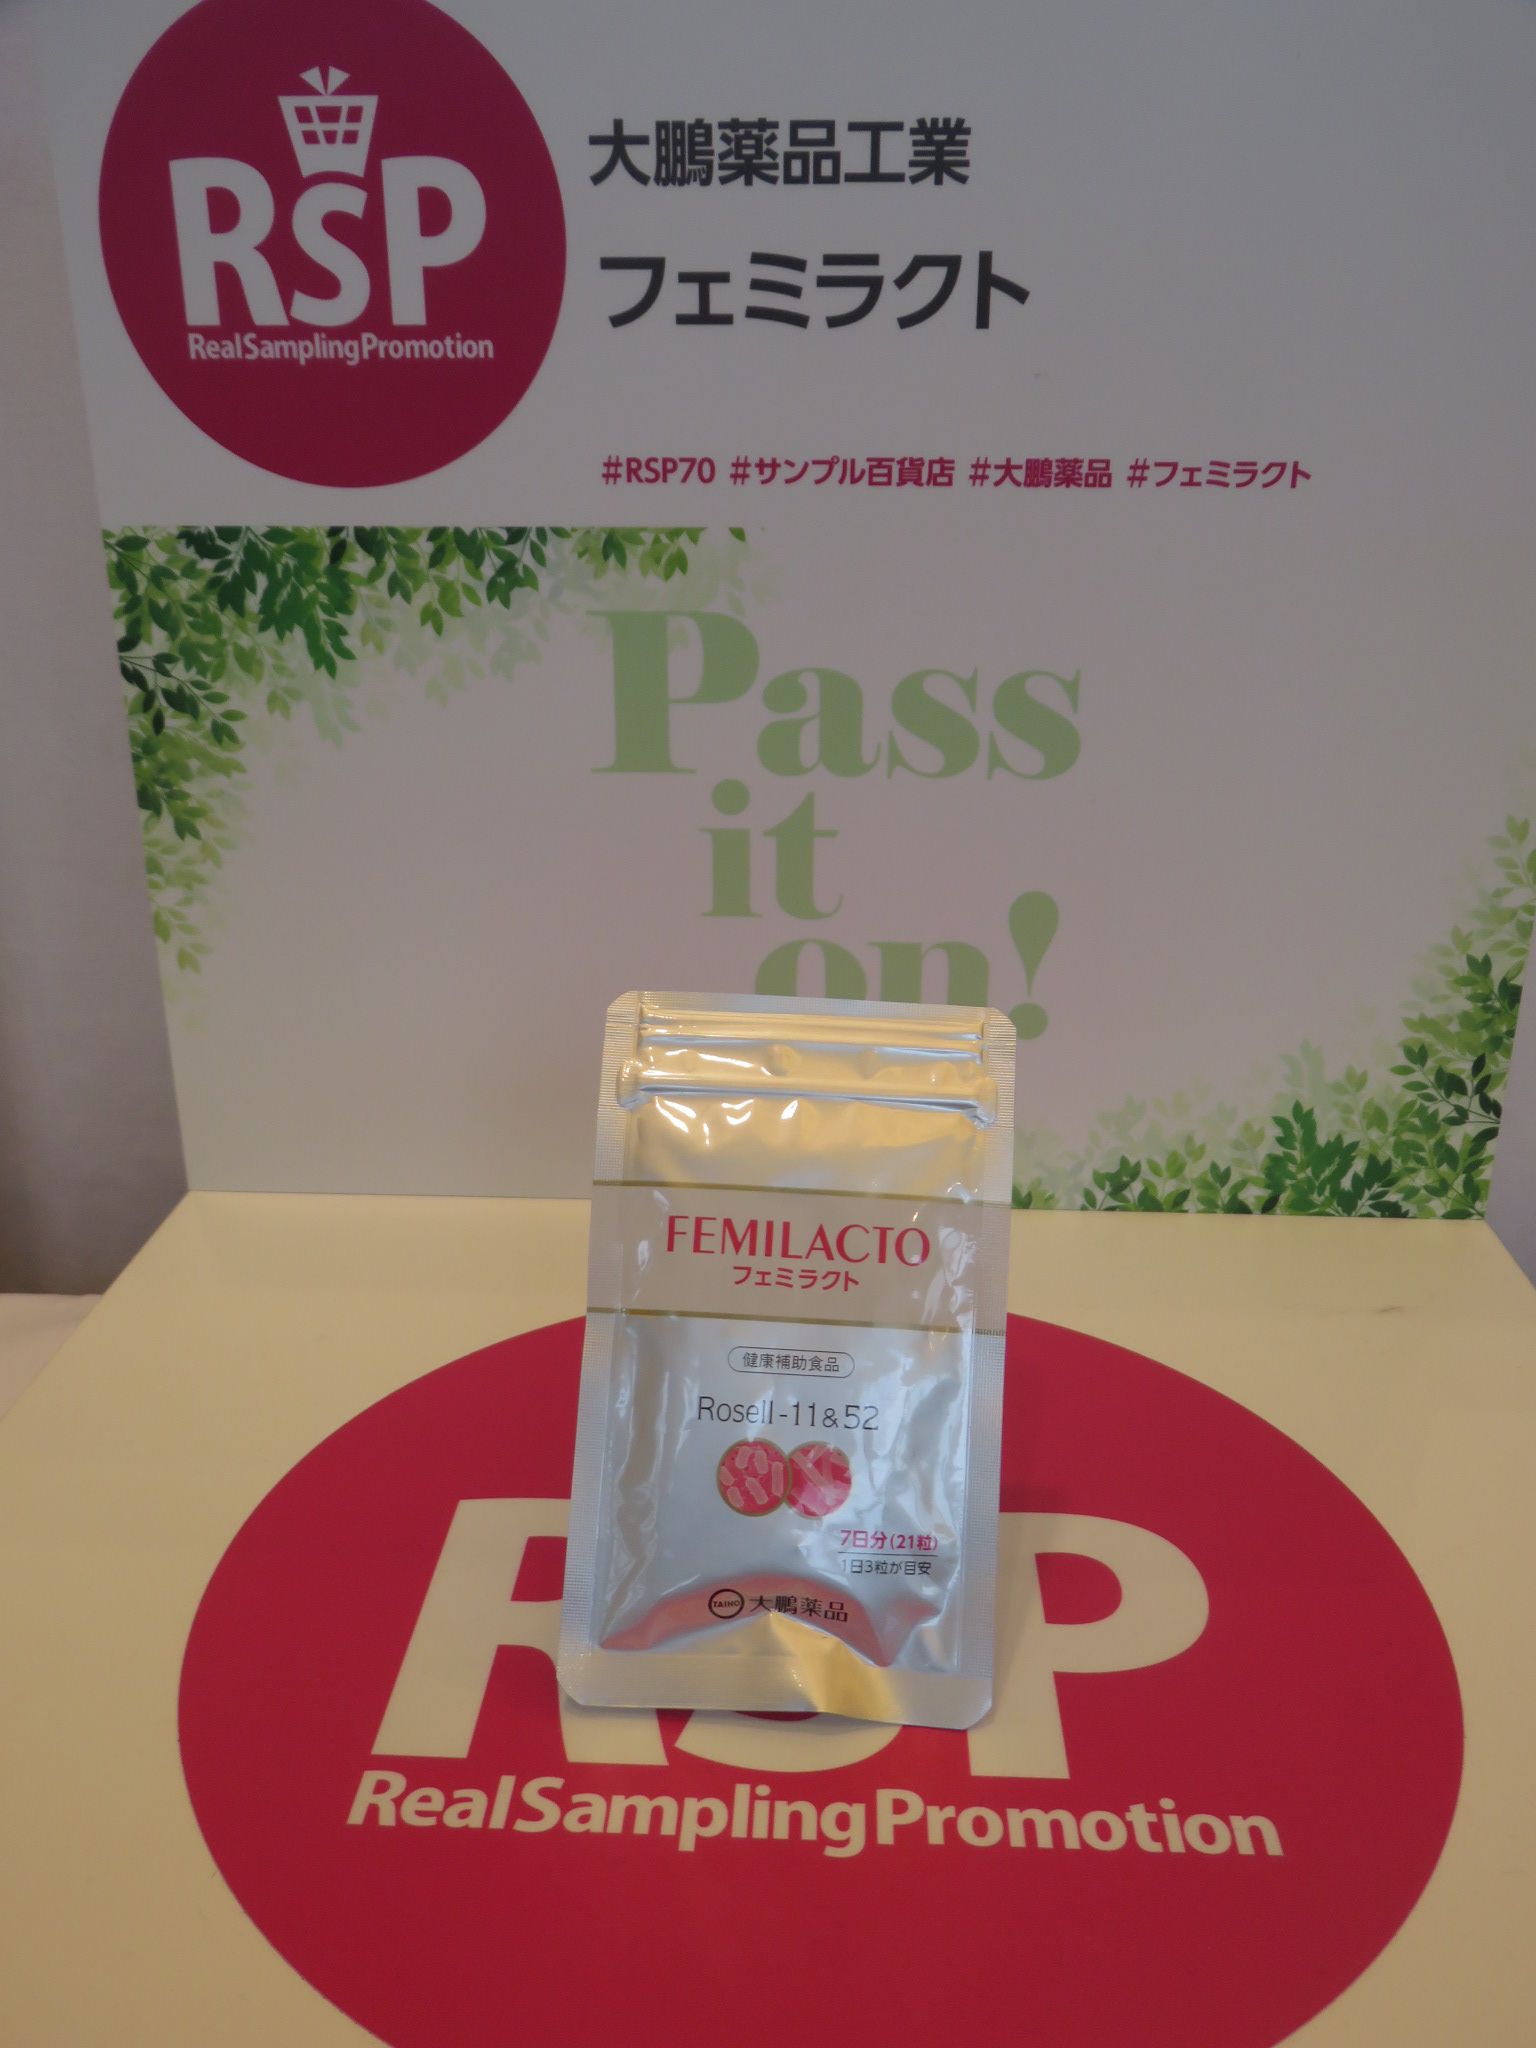 RSP
RealSamplingPromotion
大鵬薬品工業
フェミラクト
#RSP70 #サンプル百貨店 #大鵬薬品 #フェミラクト
Pass
it
on!
FEMILACTO
フェミラクト
健康補助食品
Rosell-11&52
7日分(21粒)
1日3粒が目安
TAIHO 大鵬薬品
RSP
RealSamplingPromotion